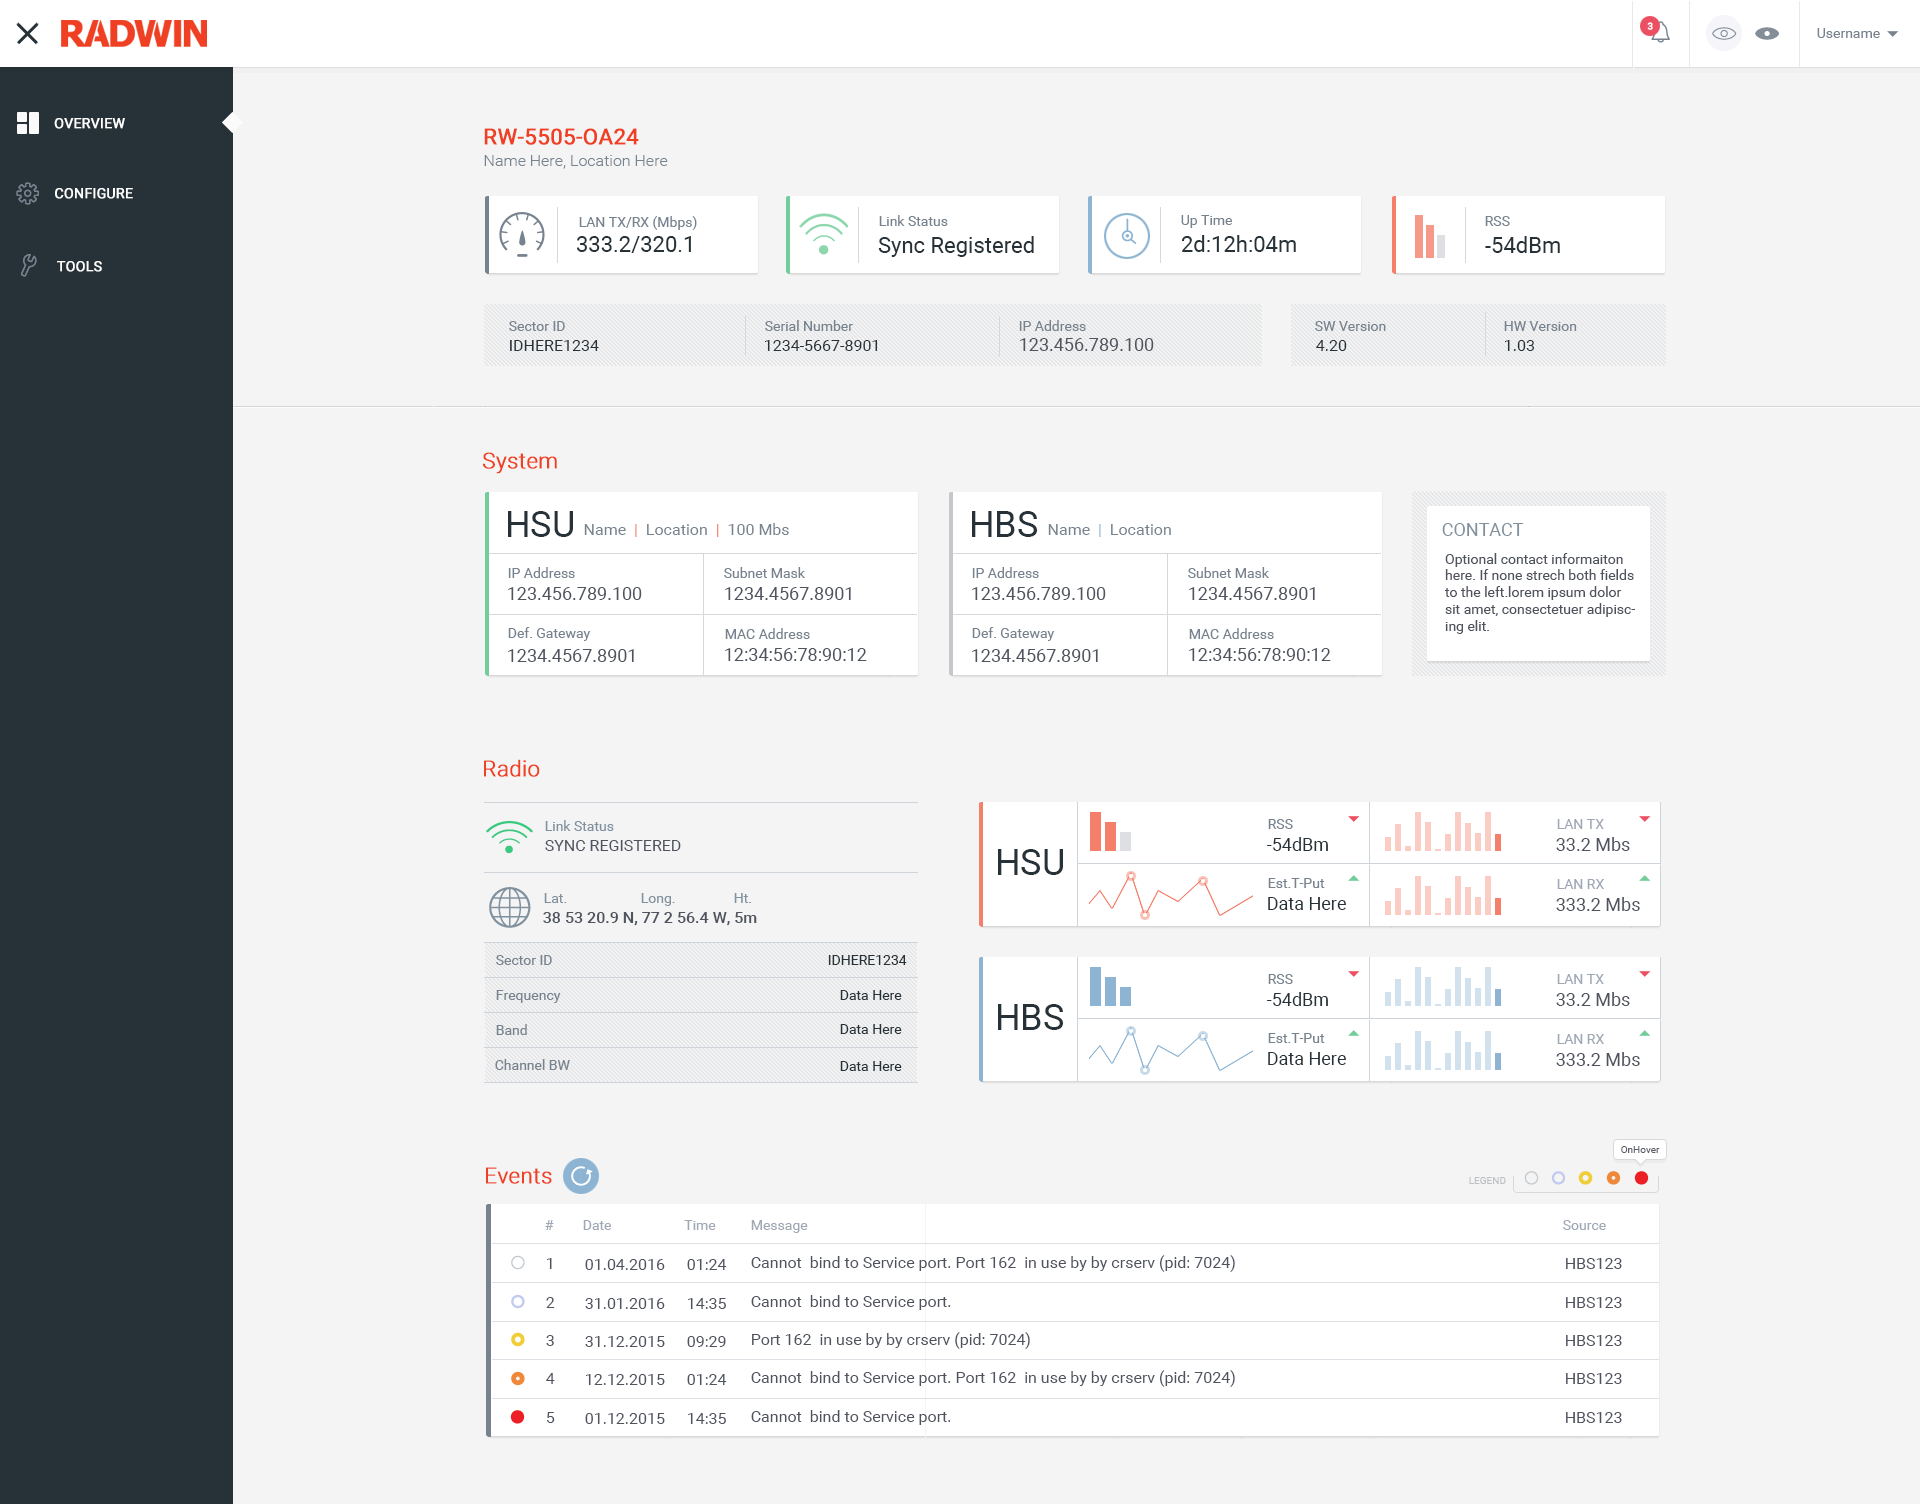 RADWIN
3
Username
OVERVIEW
CONFIGURE
TOOLS
RW-5505-OA24
Name Here, Location Here
LAN TX/RX (Mbps)
333.2/320.1
Link Status
Sync Registered
Up Time
2d:12h:04m
RSS
-54dBm
Sector ID
IDHERE1234
Serial Number
1234-5667-8901
IP Address
123.456.789.100
SW Version
4.20
HW Version
1.03
System
HSU Name | Location | 100 Mbs
IP Address
123.456.789.100
Subnet Mask
1234.4567.8901
Def. Gateway
1234.4567.8901
MAC Address
12:34:56:78:90:12
HBS Name | Location
IP Address
123.456.789.100
Subnet Mask
1234.4567.8901
Def. Gateway
1234.4567.8901
MAC Address
12:34:56:78:90:12
CONTACT
Optional contact informaiton
here. If none strech both fields
to the left.lorem ipsum dolor
sit amet, consectetuer adipisc-
ing elit.
Radio
Link Status
SYNC REGISTERED
Lat. Long. Ht.
38 53 20.9 N, 77 2 56.4 W, 5m
Sector ID IDHERE1234
Frequency Data Here
Band Data Here
Channel BW Data Here
HSU
RSS
-54dBm
LAN TX
33.2 Mbs
Est.T-Put
Data Here
LAN RX
333.2 Mbs
HBS
RSS
-54dBm
LAN TX
33.2 Mbs
Est.T-Put
Data Here
LAN RX
333.2 Mbs
Events
OnHover
LEGEND
# Date Time Message Source
1 01.04.2016 01:24 Cannot bind to Service port. Port 162 in use by by crserv (pid: 7024) HBS123
2 31.01.2016 14:35 Cannot bind to Service port. HBS123
3 31.12.2015 09:29 Port 162 in use by by crserv (pid: 7024) HBS123
4 12.12.2015 01:24 Cannot bind to Service port. Port 162 in use by by crserv (pid: 7024) HBS123
5 01.12.2015 14:35 Cannot bind to Service port. HBS123